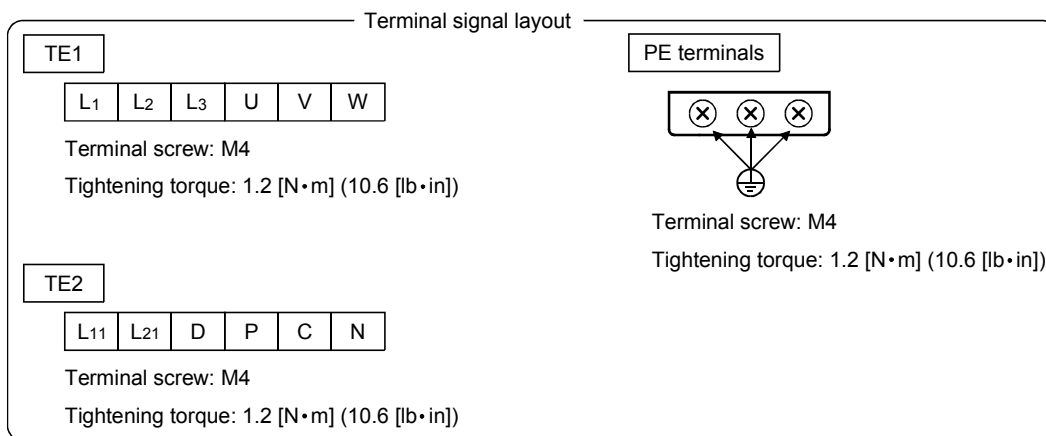 Terminal signal layout
TE1
L1 L2 L3 U V W
Terminal screw: M4
Tightening torque: 1.2 [N•m] (10.6 [lb•in])
PE terminals
Terminal screw: M4
Tightening torque: 1.2 [N•m] (10.6 [lb•in])
TE2
L11 L21 D P C N
Terminal screw: M4
Tightening torque: 1.2 [N•m] (10.6 [lb•in])